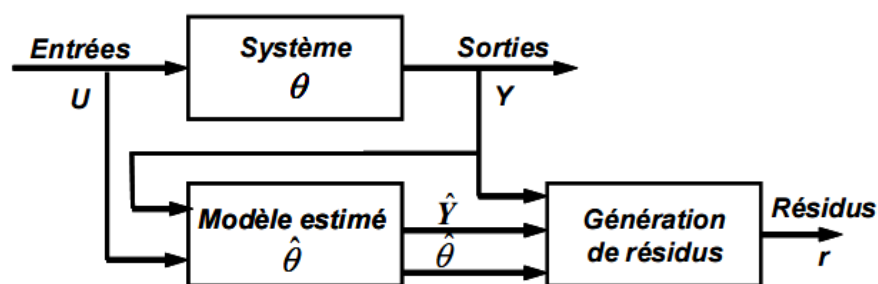 Entrées
U
Système
θ
Sorties
Y
Modèle estimé
θ̂
Ŷ
θ̂
Génération
de résidus
Résidus
r